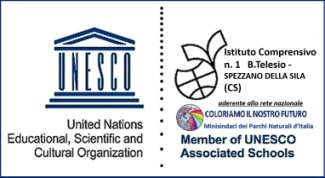 UNESCO
United Nations
Educational, Scientific and
Cultural Organization
Istituto Comprensivo
n. 1 B.Telesio -
SPEZZANO DELLA SILA
(CS)
aderente alla rete nazionale
COLORIAMO IL NOSTRO FUTURO
Minisindaci dei Parchi Naturali d'Italia
Member of UNESCO
Associated Schools